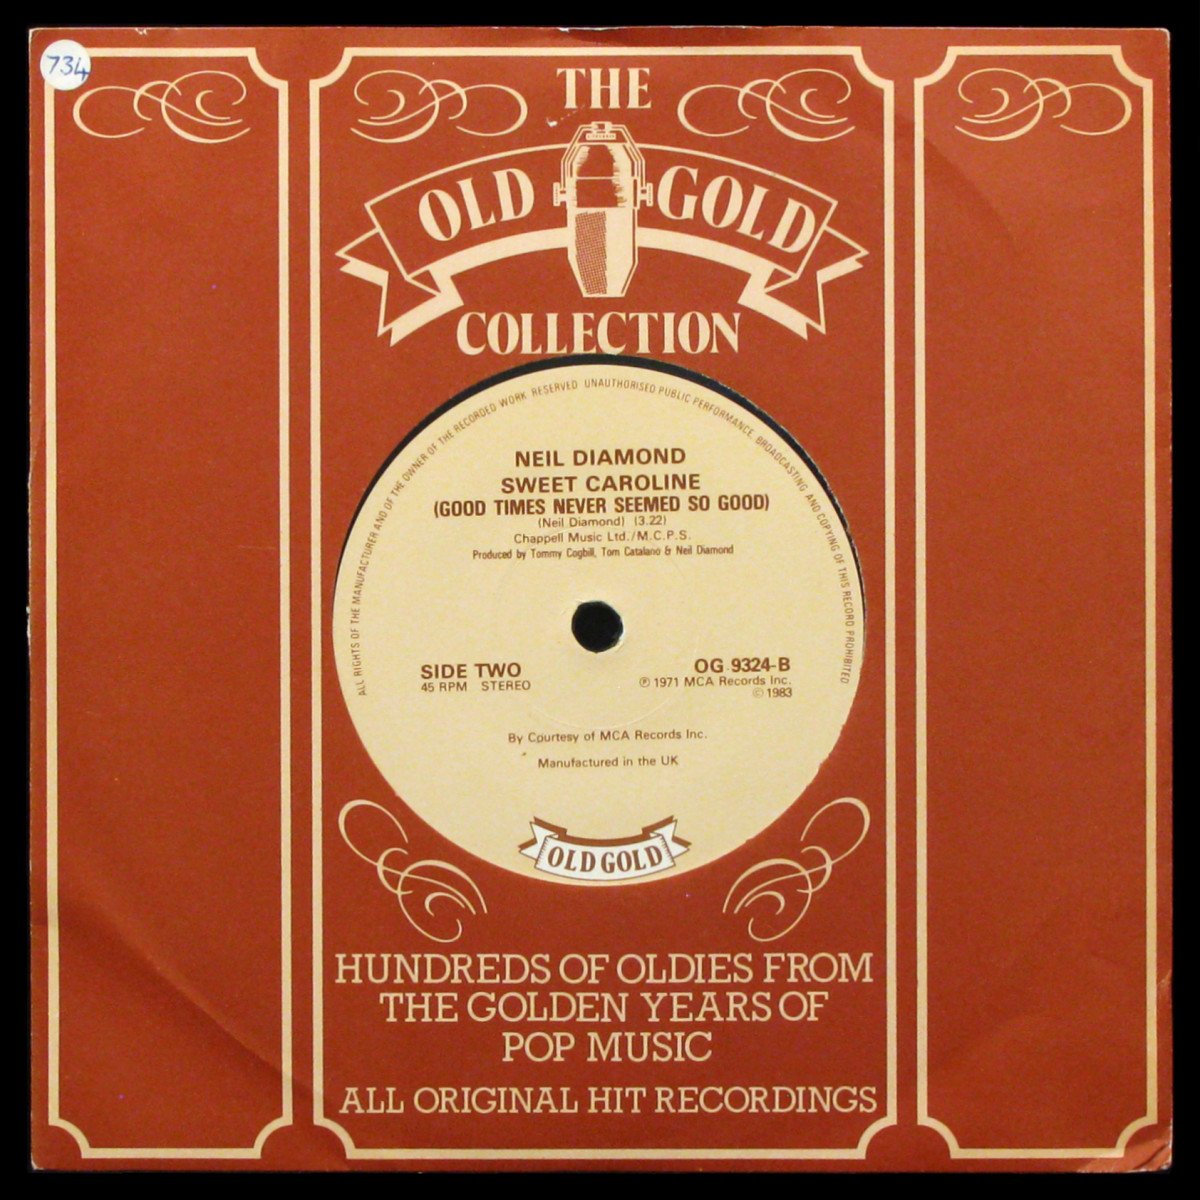 734
THE
OLD GOLD
COLLECTION
ALL RIGHTS OF THE MANUFACTURER AND OF THE OWNER OF THE RECORDED WORK RESERVED UNAUTHORISED PUBLIC PERFORMANCE, BROADCASTING AND COPYING OF THIS RECORD PROHIBITED
NEIL DIAMOND
SWEET CAROLINE
(GOOD TIMES NEVER SEEMED SO GOOD)
(Neil Diamond) (3.22)
Chappell Music Ltd./M.C.P.S.
Produced by Tommy Cogbill, Tom Catalano & Neil Diamond
SIDE TWO OG 9324-B
45 RPM STEREO ℗ 1971 MCA Records Inc.
© 1983
By Courtesy of MCA Records Inc.
Manufactured in the UK
OLD GOLD
HUNDREDS OF OLDIES FROM
THE GOLDEN YEARS OF
POP MUSIC
ALL ORIGINAL HIT RECORDINGS